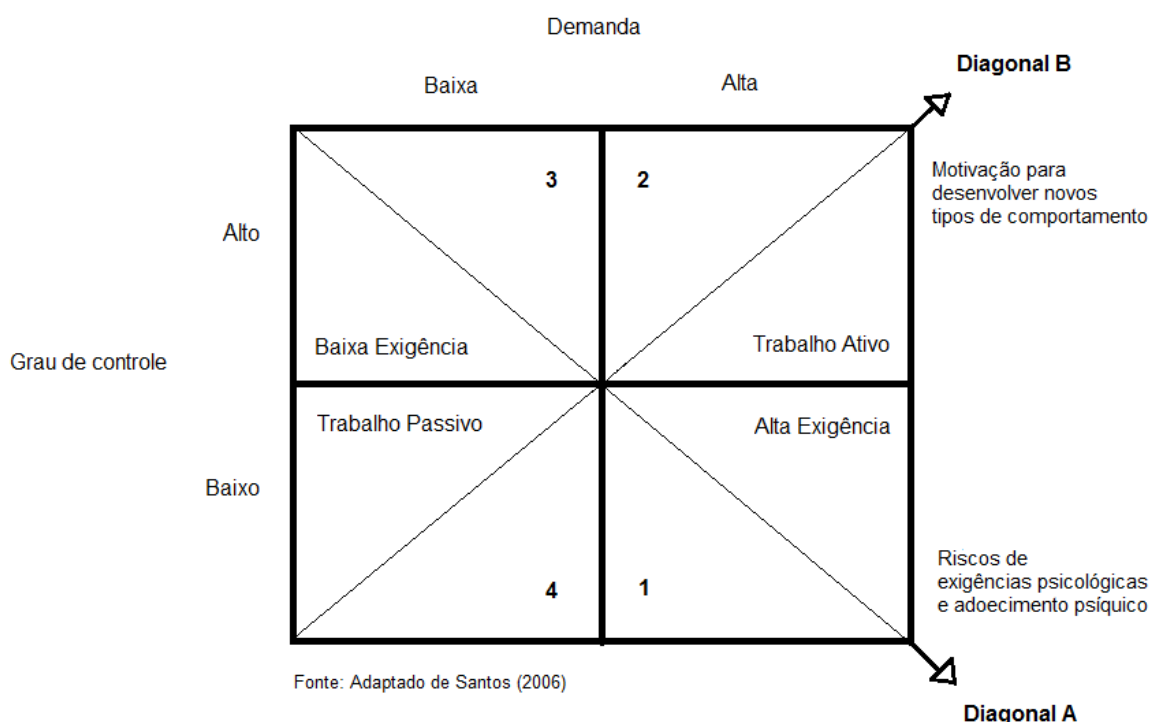 Demanda
Diagonal B
Baixa
Alta
3
2
Motivação para
desenvolver novos
tipos de comportamento
Alto
Baixa Exigência
Trabalho Ativo
Grau de controle
Trabalho Passivo
Alta Exigência
Baixo
Riscos de
exigências psicológicas
e adoecimento psíquico
4
1
Fonte: Adaptado de Santos (2006)
Diagonal A